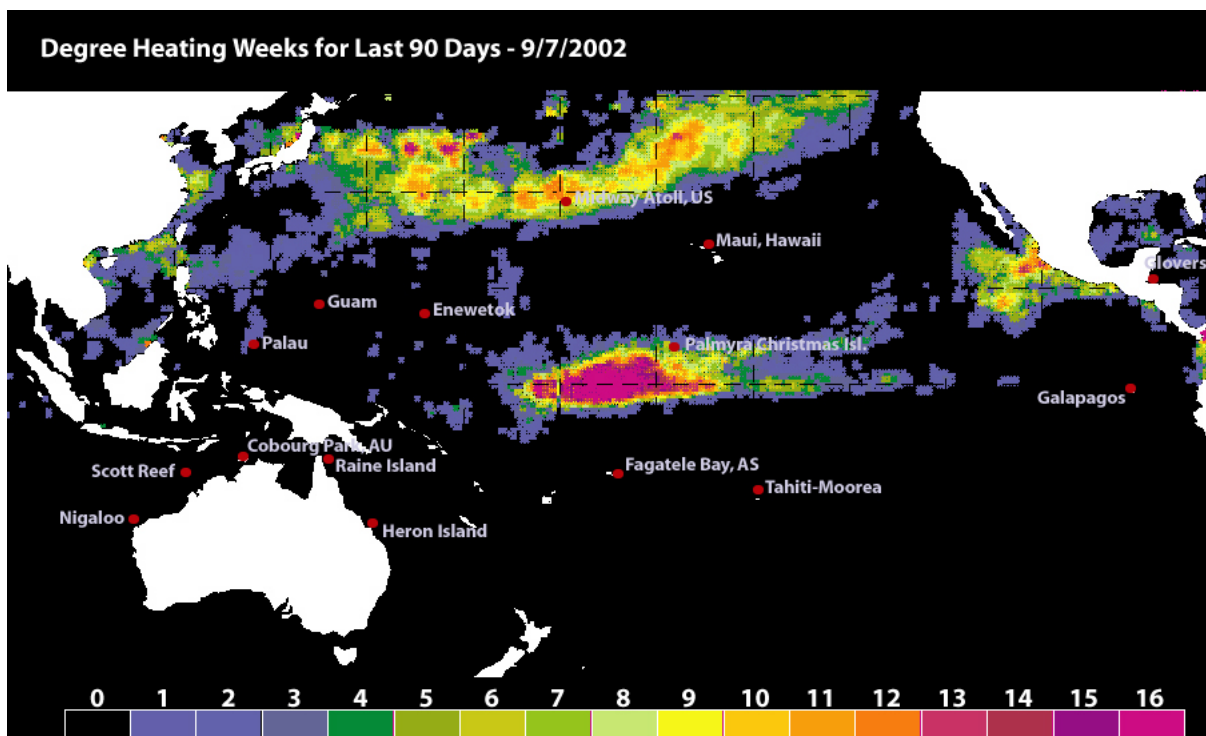 Degree Heating Weeks for Last 90 Days - 9/7/2002
Midway Atoll, US
Maui, Hawaii
Glovers
Guam
Enewetok
Palau
Palmyra Christmas Isl.
Galapagos
Cobourg Park, AU
Scott Reef
Raine Island
Fagatele Bay, AS
Tahiti-Moorea
Nigaloo
Heron Island
0 1 2 3 4 5 6 7 8 9 10 11 12 13 14 15 16